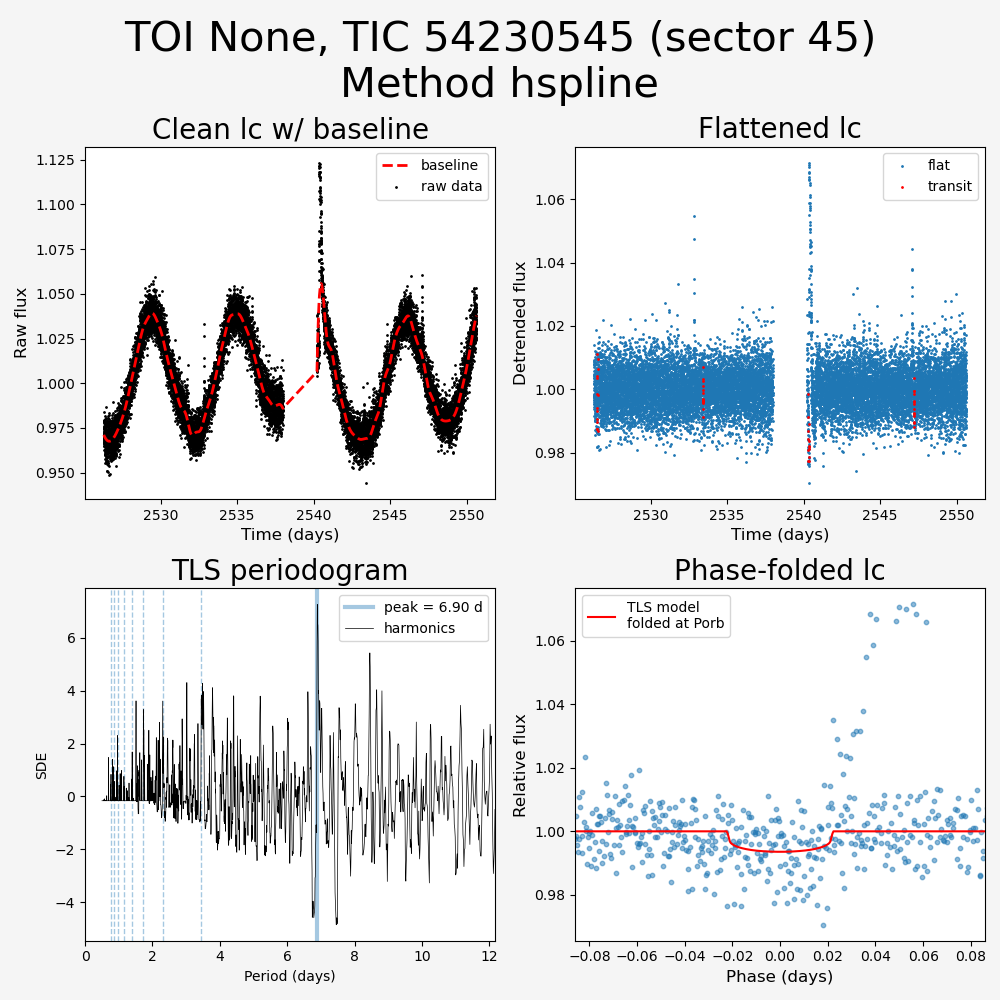 TOI None, TIC 54230545 (sector 45)
Method hspline
Clean lc w/ baseline
Flattened lc
1.125
1.100
1.075
1.050
1.025
1.000
0.975
0.950
Raw flux
baseline
raw data
2530
2535
2540
2545
2550
Time (days)
1.06
1.04
1.02
1.00
0.98
Detrended flux
flat
transit
2530
2535
2540
2545
2550
Time (days)
TLS periodogram
Phase-folded lc
6
4
2
0
−2
−4
SDE
peak = 6.90 d
harmonics
0
2
4
6
8
10
12
Period (days)
1.06
1.04
1.02
1.00
0.98
Relative flux
TLS model
folded at Porb
−0.08
−0.06
−0.04
−0.02
0.00
0.02
0.04
0.06
0.08
Phase (days)